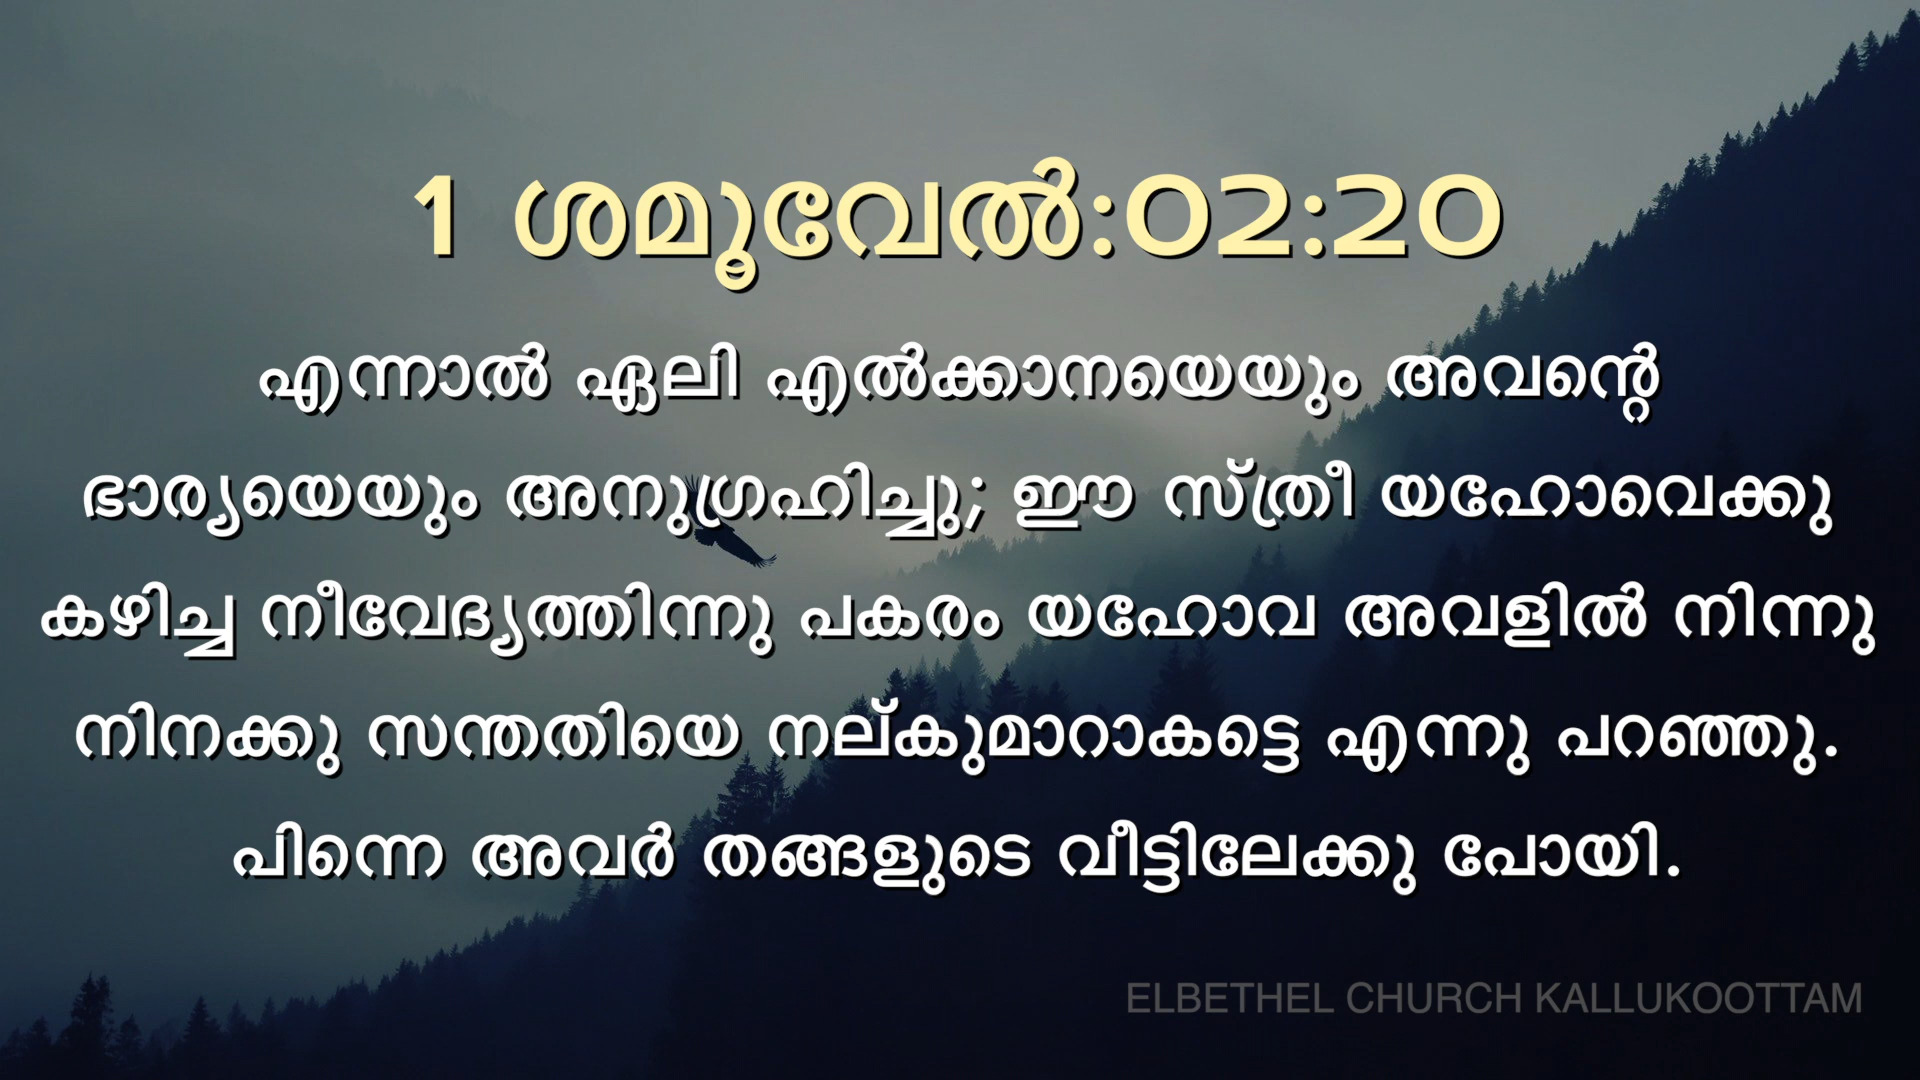 1 ശമൂവേൽ:02:20
എന്നാൽ ഏലി എൽക്കാനയെയും അവന്റെ
ഭാര്യയെയും അനുഗ്രഹിച്ചു; ഈ സ്ത്രീ യഹോവെക്കു
കഴിച്ച നീവേദ്യത്തിന്നു പകരം യഹോവ അവളിൽ നിന്നു
നിനക്കു സന്തതിയെ നല്കുമാറാകട്ടെ എന്നു പറഞ്ഞു.
പിന്നെ അവർ തങ്ങളുടെ വീട്ടിലേക്കു പോയി.
ELBETHEL CHURCH KALLUKOOTTAM